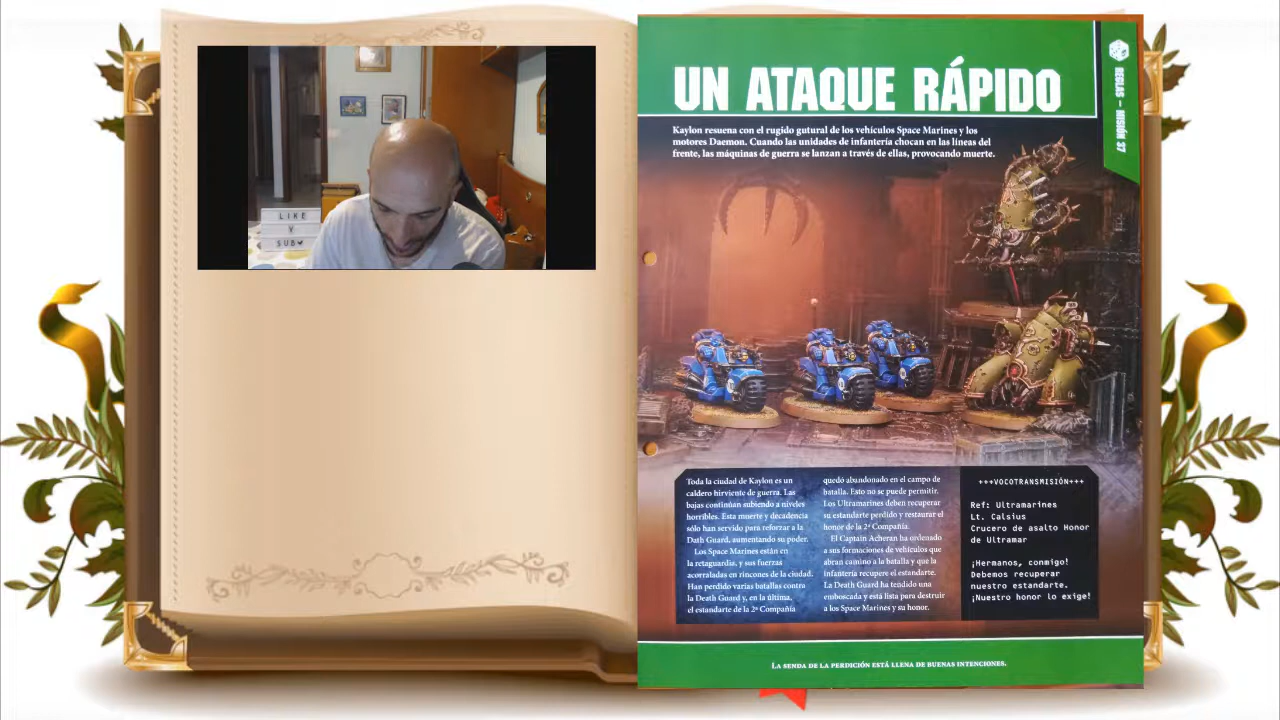 LIKE
Y
SUB
UN ATAQUE RÁPIDO
REGLAS – MISIÓN 37
Kaylon resuena con el rugido gutural de los vehículos Space Marines y los
motores Daemon. Cuando las unidades de infantería chocan en las líneas del
frente, las máquinas de guerra se lanzan a través de ellas, provocando muerte.
Toda la ciudad de Kaylon es un
caldero hirviente de guerra. Las
bajas continúan subiendo a niveles
horribles. Esta muerte y decadencia
sólo han servido para reforzar a la
Dath Guard, aumentando su poder.
Los Space Marines están en
la retaguardia, y sus fuerzas
acorraladas en rincones de la ciudad.
Han perdido varias batallas contra
la Death Guard y, en la última,
el estandarte de la 2ª Compañía
quedó abandonado en el campo de
batalla. Esto no se puede permitir.
Los Ultramarines deben recuperar
su estandarte perdido y restaurar el
honor de la 2ª Compañía.
El Captain Acheran ha ordenado
a sus formaciones de vehículos que
abran camino a la batalla y que la
infantería recupere el estandarte.
La Death Guard ha tendido una
emboscada y está lista para destruir
a los Space Marines y su honor.
+++VOCOTRANSMISIÓN+++
Ref: Ultramarines
Lt. Calsius
Crucero de asalto Honor
de Ultramar
¡Hermanos, conmigo!
Debemos recuperar
nuestro estandarte.
¡Nuestro honor lo exige!
LA SENDA DE LA PERDICIÓN ESTÁ LLENA DE BUENAS INTENCIONES.